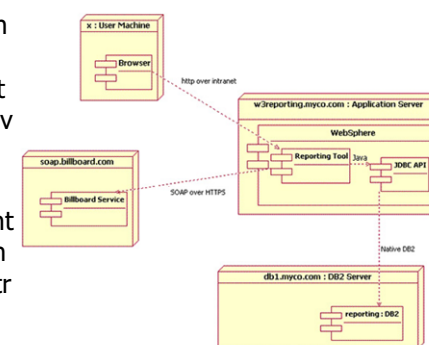 x : User Machine
Browser
http over intranet
w3reporting.myco.com : Application Server
WebSphere
Reporting Tool
Java
JDBC API
soap.billboard.com
Billboard Service
SOAP over HTTPS
Native DB2
db1.myco.com : DB2 Server
reporting : DB2